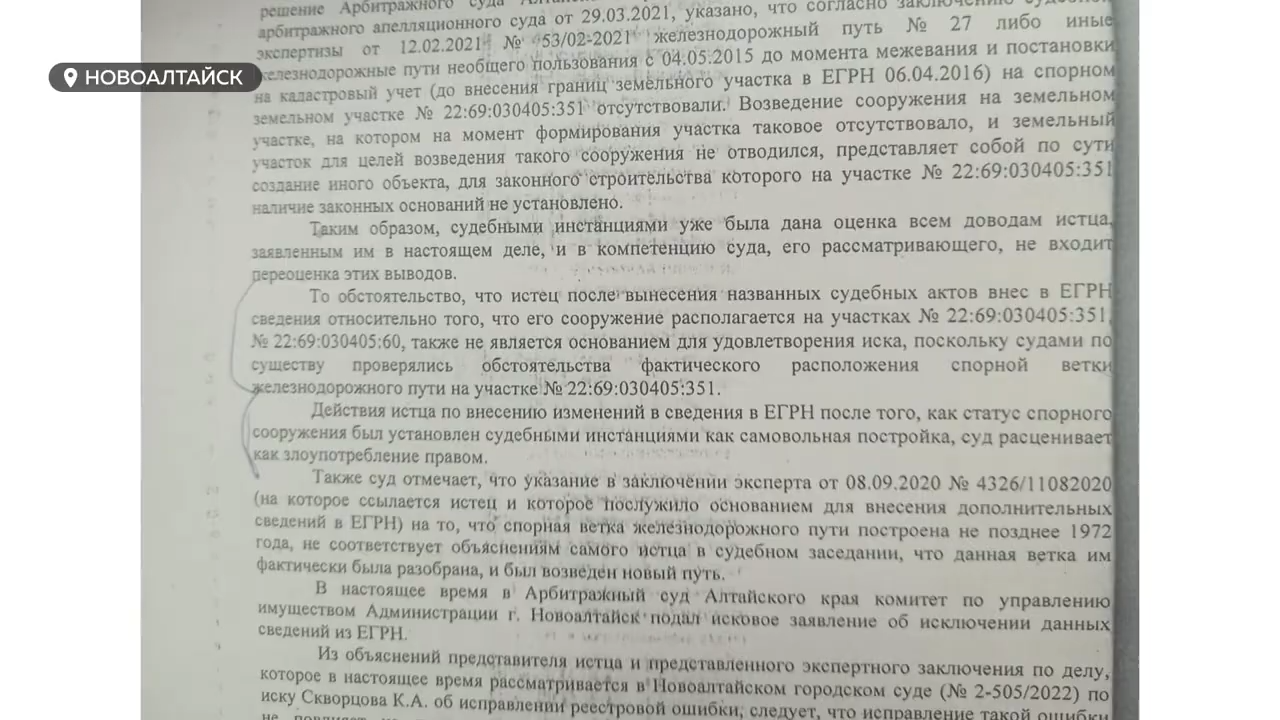 решение Арбитражного суда
арбитражного апелляционного суда от 29.03.2021, указано, что согласно заключению судебной
экспертизы от 12.02.2021 № 53/02-2021 железнодорожный путь № 27 либо иные
железнодорожные пути необщего пользования с 04.05.2015 до момента межевания и постановки
НОВОАЛТАЙСК
на кадастровый учет (до внесения границ земельного участка в ЕГРН 06.04.2016) на спорном
земельном участке № 22:69:030405:351 отсутствовали. Возведение сооружения на земельном
участке, на котором на момент формирования участка таковое отсутствовало, и земельный
участок для целей возведения такого сооружения не отводился, представляет собой по сути
создание иного объекта, для законного строительства которого на участке № 22:69:030405:351
наличие законных оснований не установлено.
Таким образом, судебными инстанциями уже была дана оценка всем доводам истца,
заявленным им в настоящем деле, и в компетенцию суда, его рассматривающего, не входит
переоценка этих выводов.
То обстоятельство, что истец после вынесения названных судебных актов внес в ЕГРН
сведения относительно того, что его сооружение располагается на участках № 22:69:030405:351,
№ 22:69:030405:60, также не является основанием для удовлетворения иска, поскольку судами по
существу проверялись обстоятельства фактического расположения спорной ветки
железнодорожного пути на участке № 22:69:030405:351.
Действия истца по внесению изменений в сведения в ЕГРН после того, как статус спорного
сооружения был установлен судебными инстанциями как самовольная постройка, суд расценивает
как злоупотребление правом.
Также суд отмечает, что указание в заключении эксперта от 08.09.2020 № 4326/11082020
(на которое ссылается истец и которое послужило основанием для внесения дополнительных
сведений в ЕГРН) на то, что спорная ветка железнодорожного пути построена не позднее 1972
года, не соответствует объяснениям самого истца в судебном заседании, что данная ветка им
фактически была разобрана, и был возведен новый путь.
В настоящее время в Арбитражный суд Алтайского края комитет по управлению
имуществом Администрации г. Новоалтайск подал исковое заявление об исключении данных
сведений из ЕГРН.
Из объяснений представителя истца и представленного экспертного заключения по делу,
которое в настоящее время рассматривается в Новоалтайском городском суде (№ 2-505/2022) по
иску Скворцова К.А. об исправлении реестровой ошибки, следует, что исправление такой ошибки